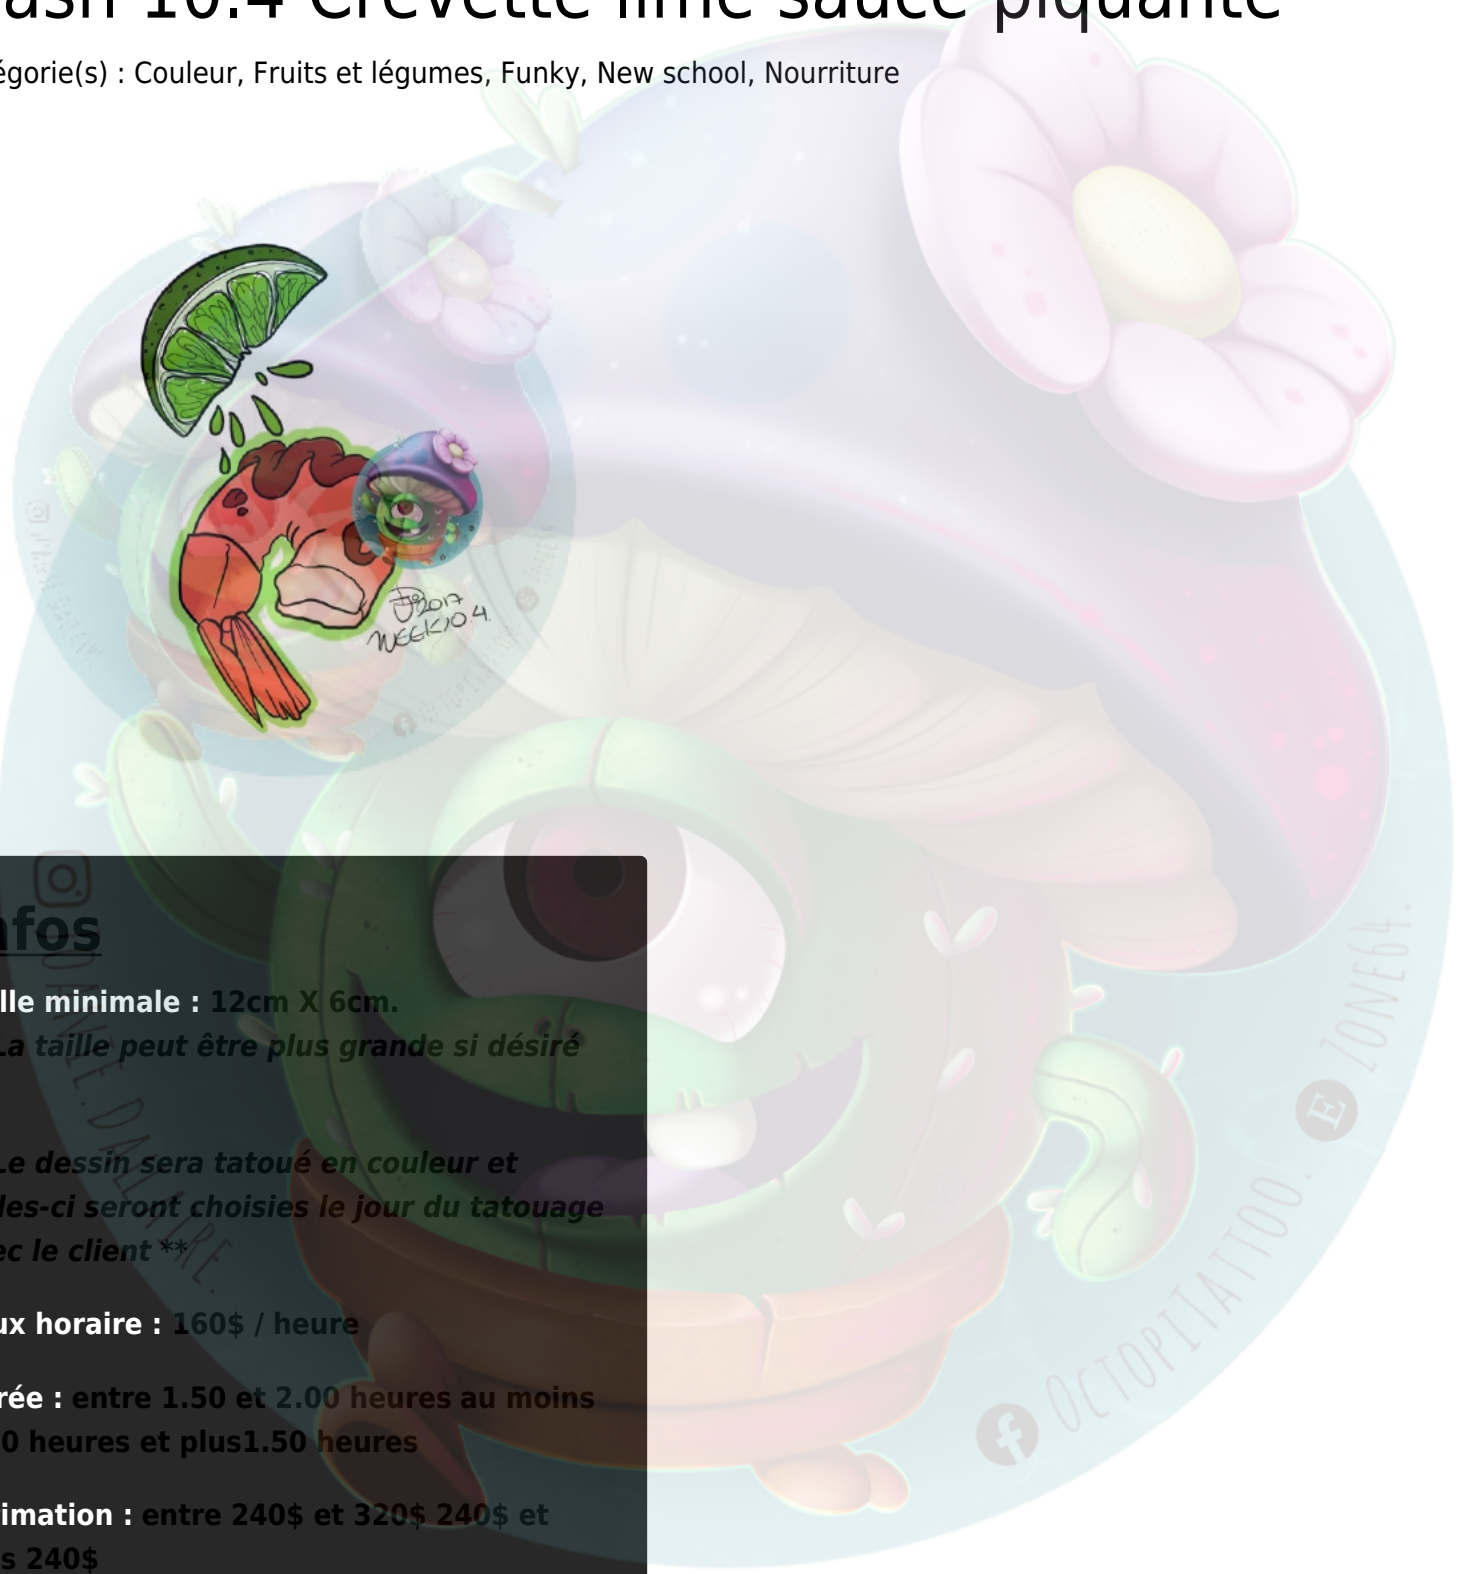 ash 10.4 Crevette lime sauce piquante
égorie(s) : Couleur, Fruits et légumes, Funky, New school, Nourriture
2017
WEEK10.4.
nfos
lle minimale : 12cm X 6cm.
La taille peut être plus grande si désiré
Le dessin sera tatoué en couleur et
les-ci seront choisies le jour du tatouage
ec le client **
ux horaire : 160$ / heure
rée : entre 1.50 et 2.00 heures au moins
0 heures et plus1.50 heures
imation : entre 240$ et 320$ 240$ et
s 240$
OCTOPITATTOO.
ZONE64.